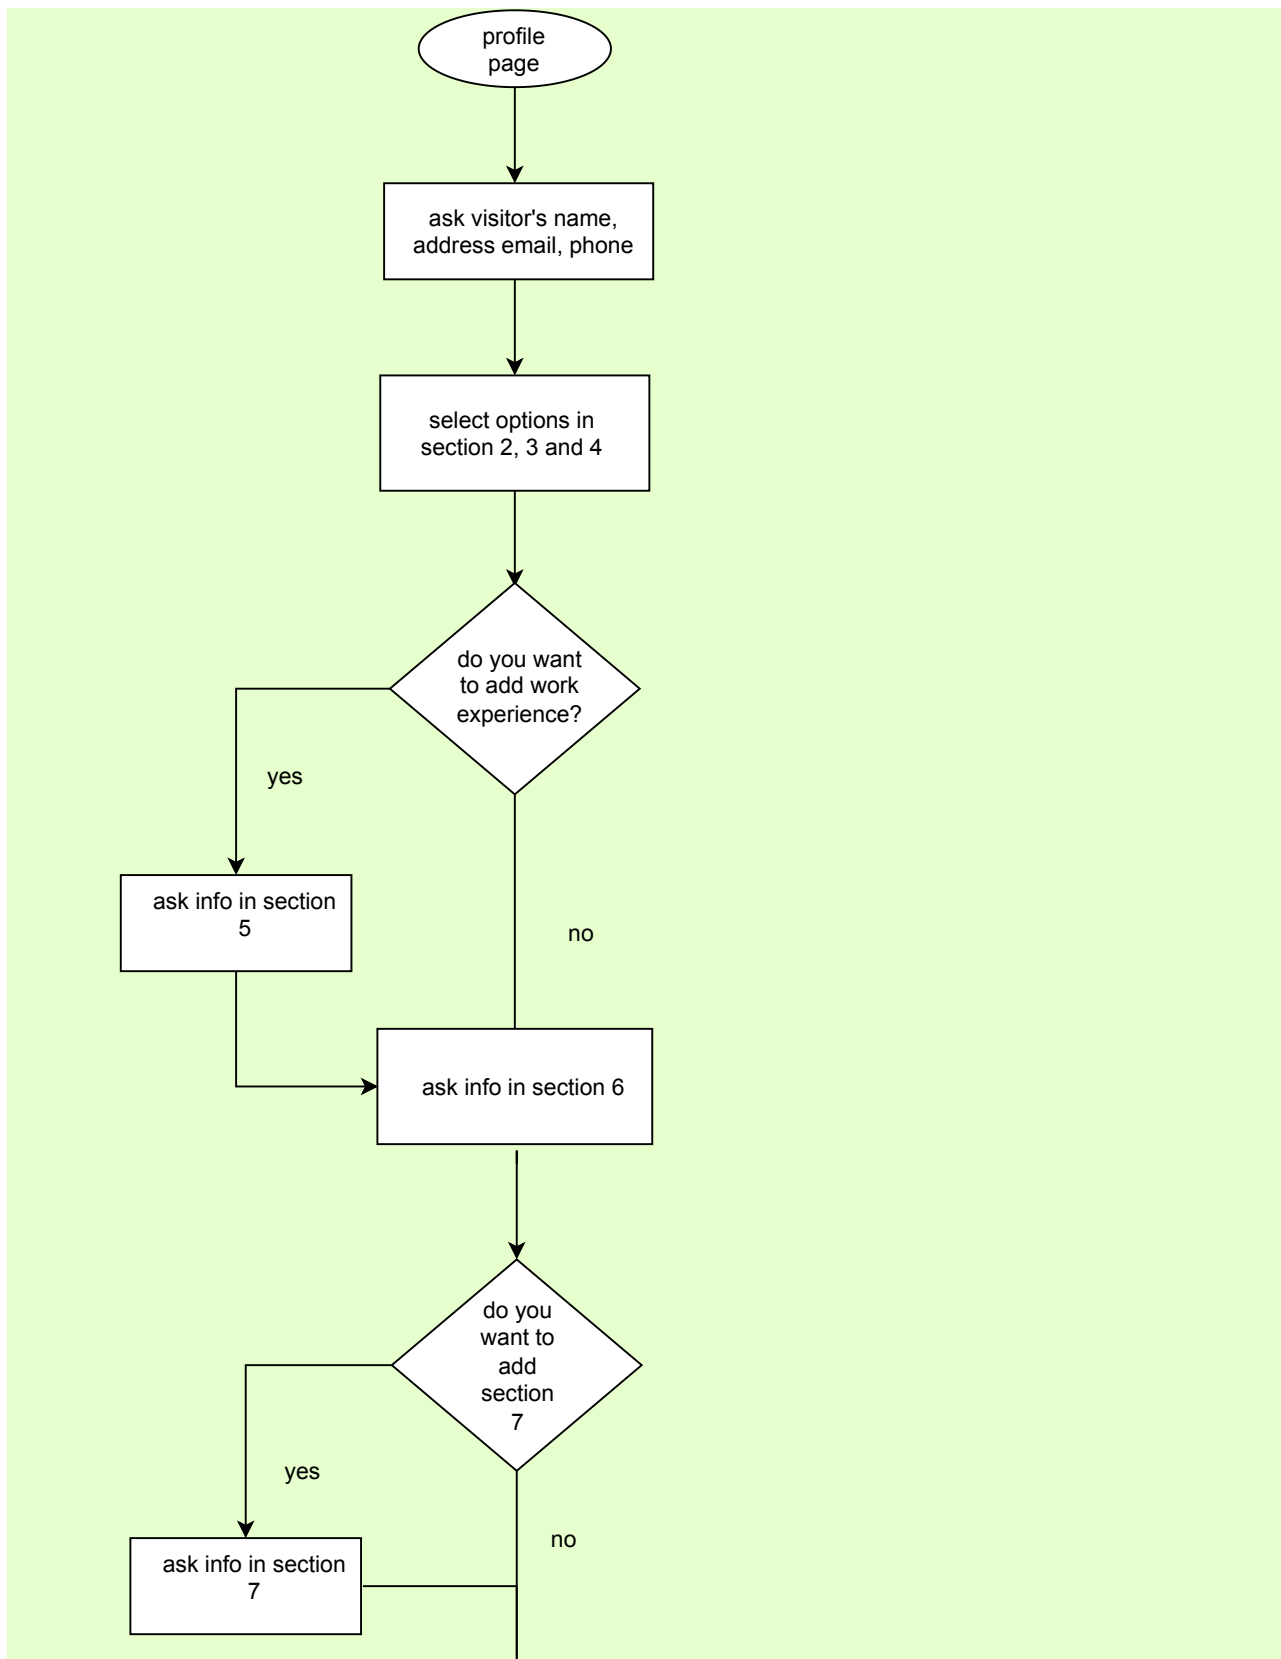 profile
page
ask visitor's name,
address email, phone
select options in
section 2, 3 and 4
do you want
to add work
experience?
yes
ask info in section
5
no
ask info in section 6
do you
want to
add
section
7
yes
no
ask info in section
7